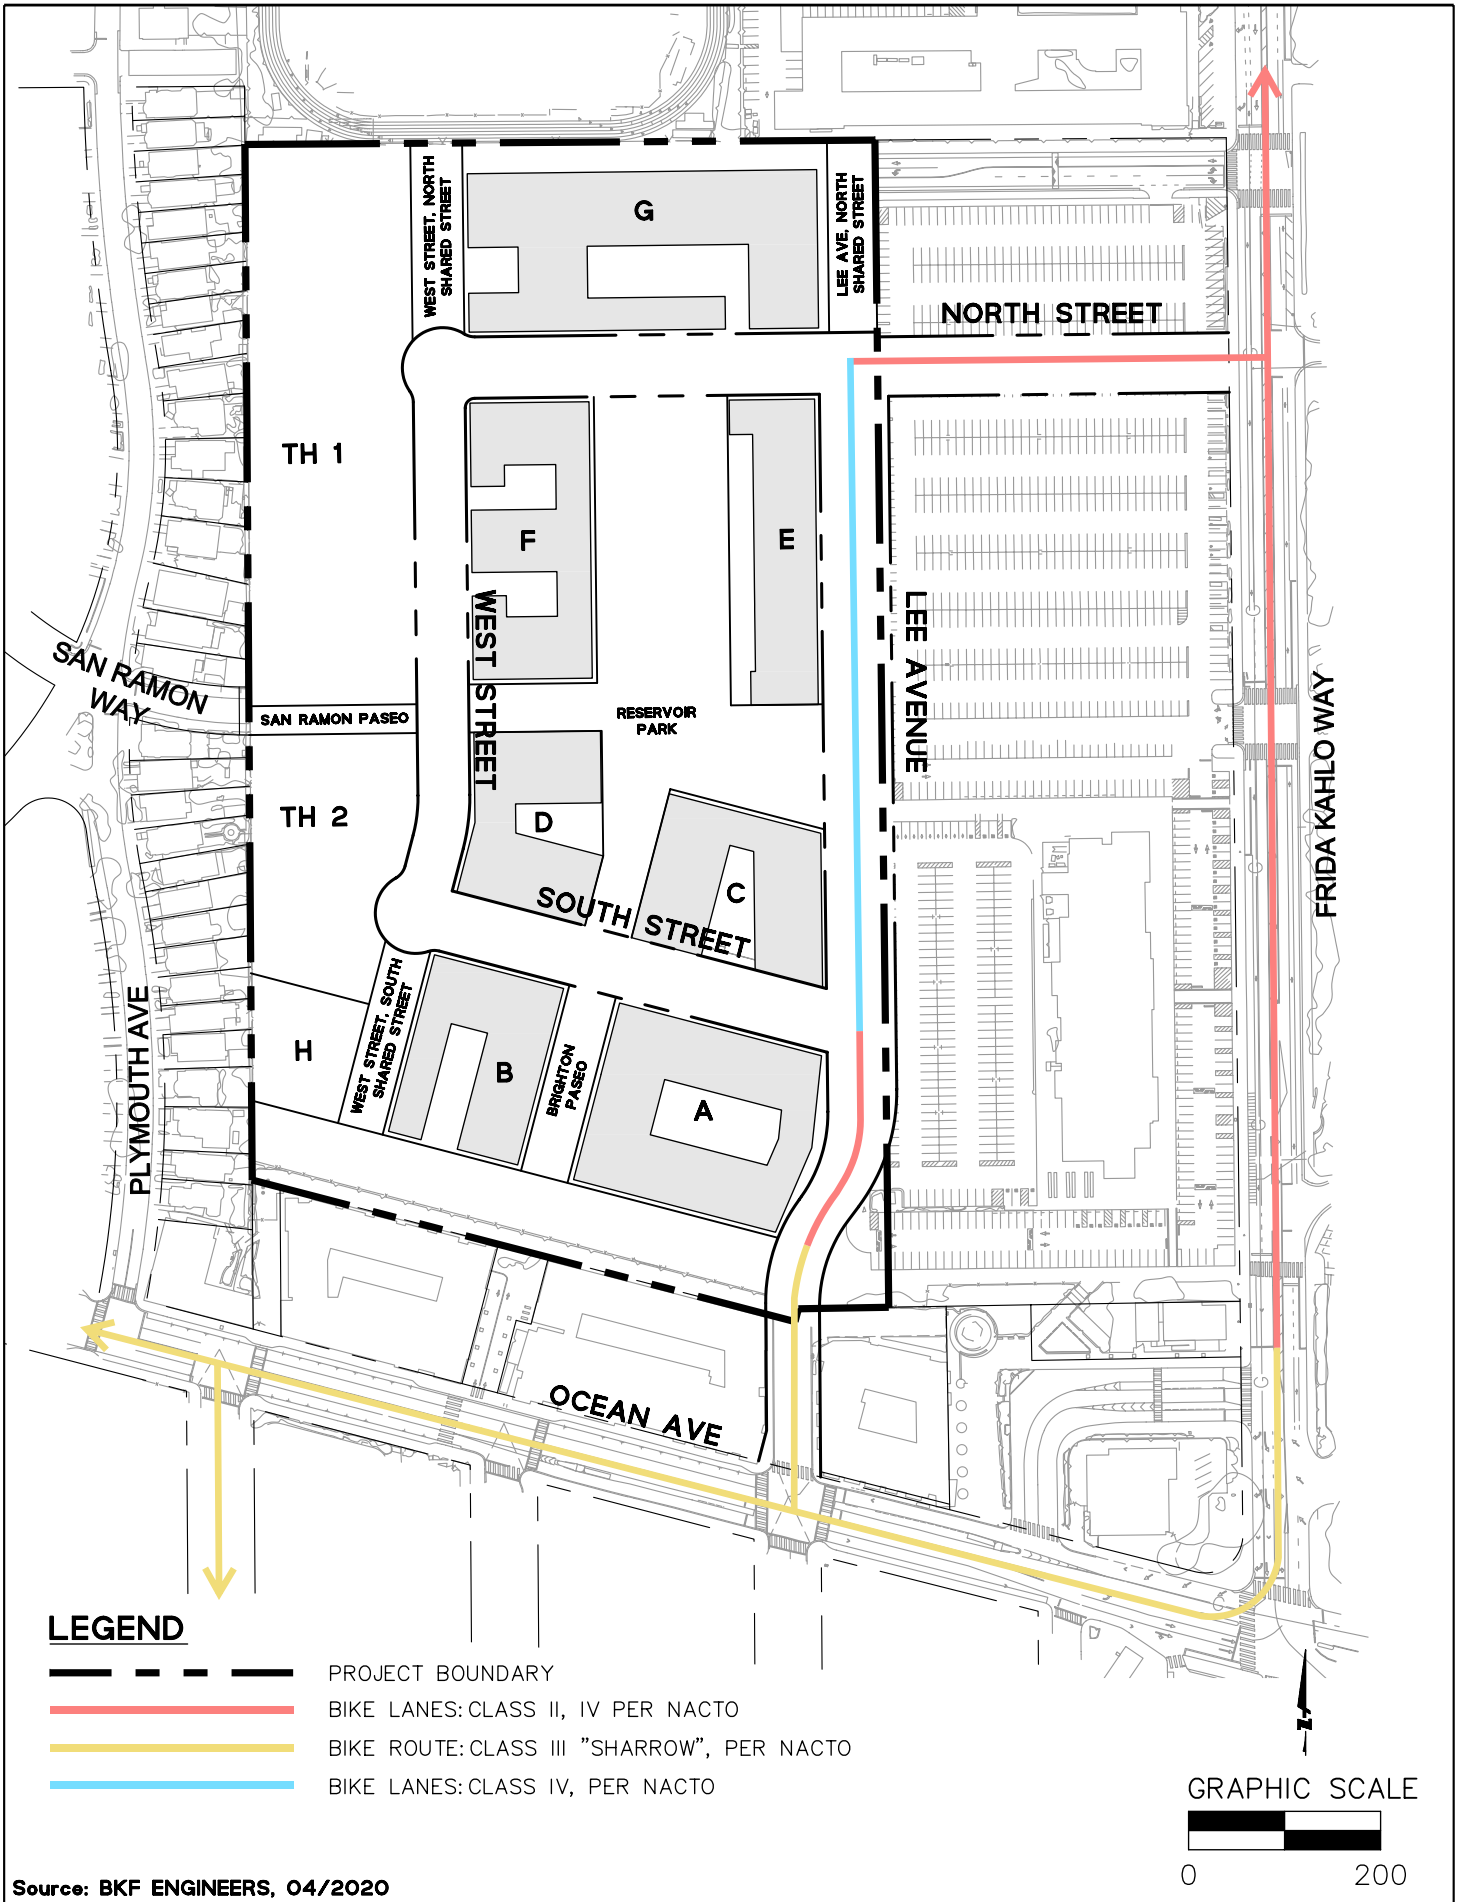 WEST STREET, NORTH
SHARED STREET
G
LEE AVE, NORTH
SHARED STREET
NORTH STREET
TH 1
F
E
WEST STREET
LEE AVENUE
SAN RAMON
WAY
SAN RAMON PASEO
RESERVOIR
PARK
FRIDA KAHLO WAY
TH 2
D
C
SOUTH STREET
PLYMOUTH AVE
H
WEST STREET, SOUTH
SHARED STREET
B
BRIGHTON
PASEO
A
OCEAN AVE
LEGEND
PROJECT BOUNDARY
BIKE LANES: CLASS II, IV PER NACTO
BIKE ROUTE: CLASS III "SHARROW", PER NACTO
BIKE LANES: CLASS IV, PER NACTO
GRAPHIC SCALE
0 200
Source: BKF ENGINEERS, 04/2020